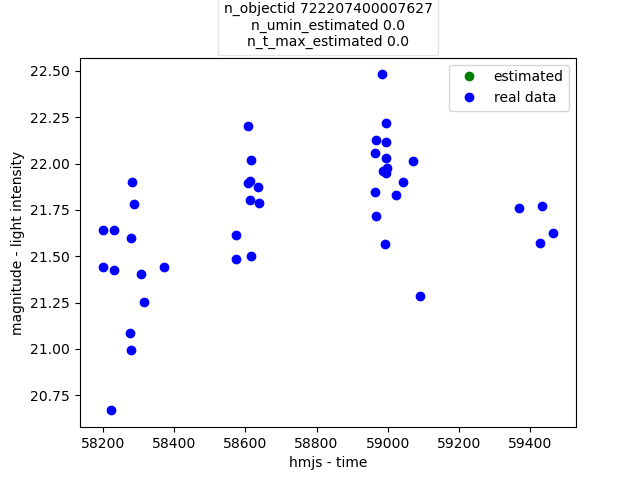 n_objectid 722207400007627
n_umin_estimated 0.0
n_t_max_estimated 0.0
estimated
real data
magnitude - light intensity
22.50
22.25
22.00
21.75
21.50
21.25
21.00
20.75
58200 58400 58600 58800 59000 59200 59400
hmjs - time